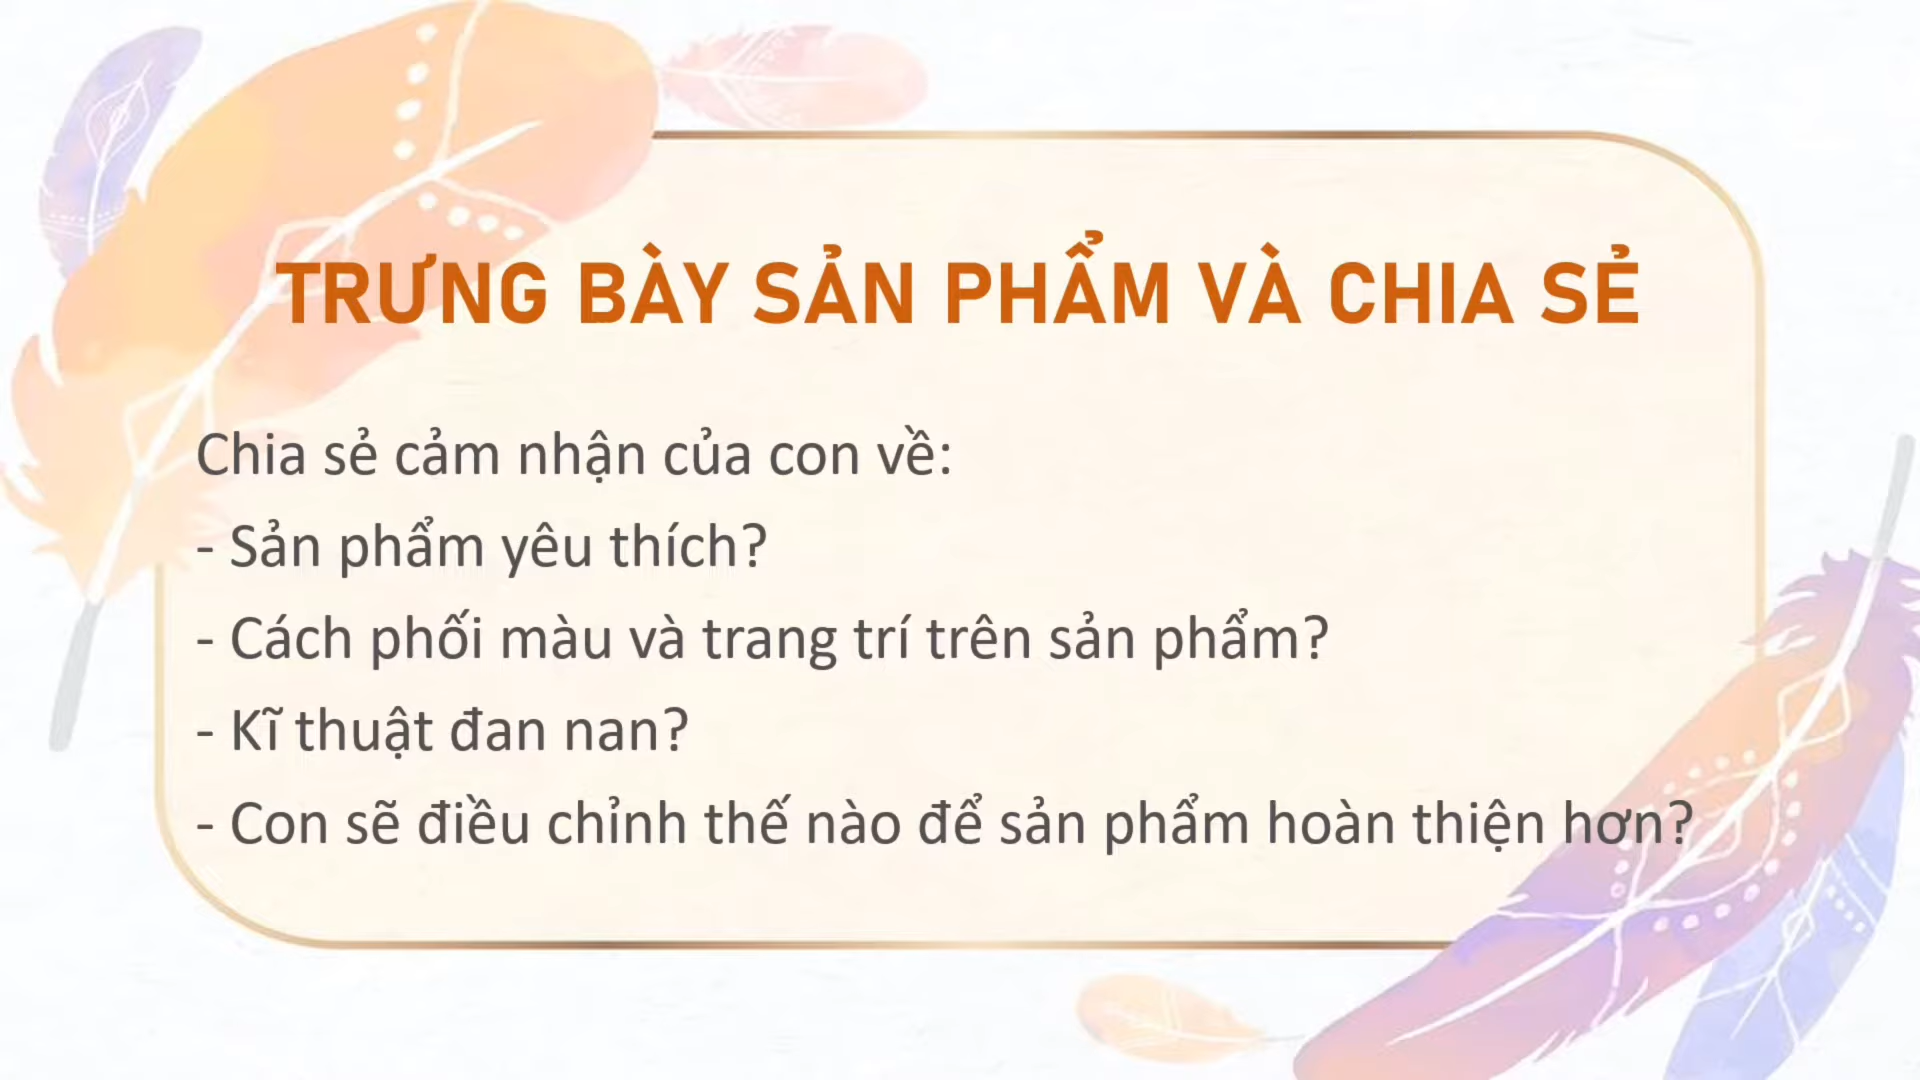 TRƯNG BÀY SẢN PHẨM VÀ CHIA SẺ
Chia sẻ cảm nhận của con về:
- Sản phẩm yêu thích?
- Cách phối màu và trang trí trên sản phẩm?
- Kĩ thuật đan nan?
- Con sẽ điều chỉnh thế nào để sản phẩm hoàn thiện hơn?